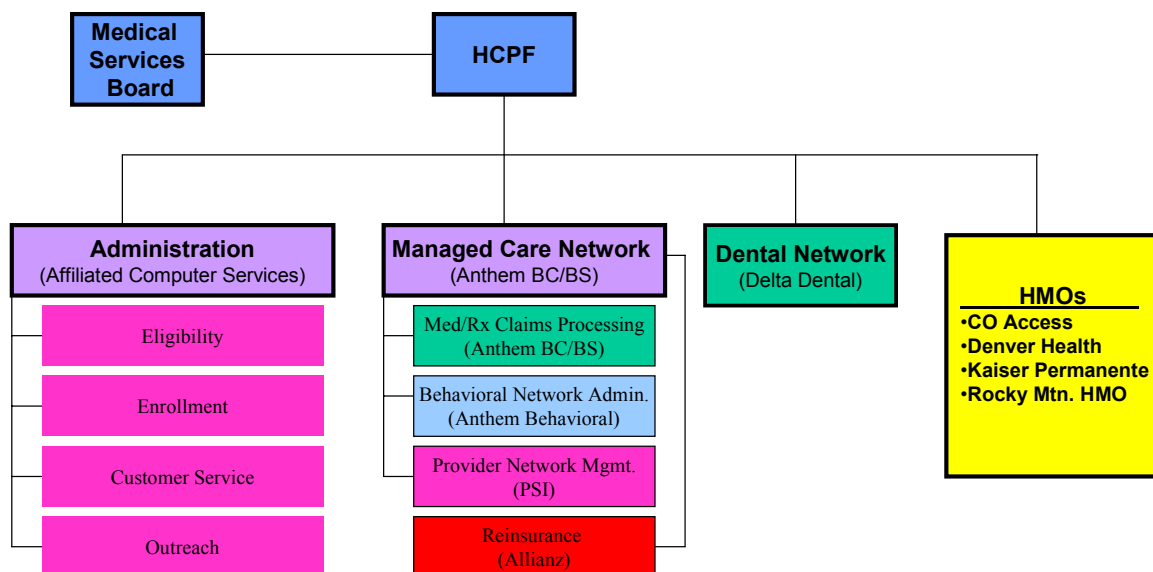 Medical
Services
Board
HCPF
Administration
(Affiliated Computer Services)
Eligibility
Enrollment
Customer Service
Outreach
Managed Care Network
(Anthem BC/BS)
Med/Rx Claims Processing
(Anthem BC/BS)
Behavioral Network Admin.
(Anthem Behavioral)
Provider Network Mgmt.
(PSI)
Reinsurance
(Allianz)
Dental Network
(Delta Dental)
HMOs
•CO Access
•Denver Health
•Kaiser Permanente
•Rocky Mtn. HMO